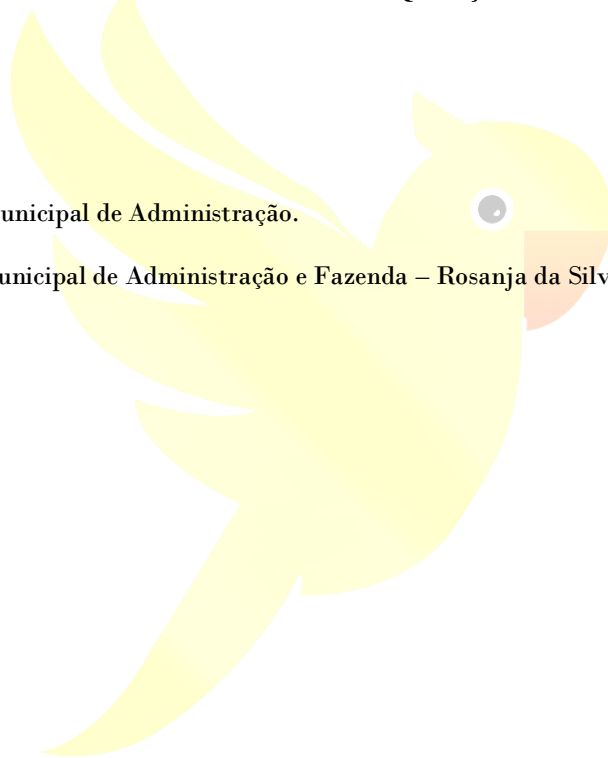 unicipal de Administração.
unicipal de Administração e Fazenda – Rosanja da Silv